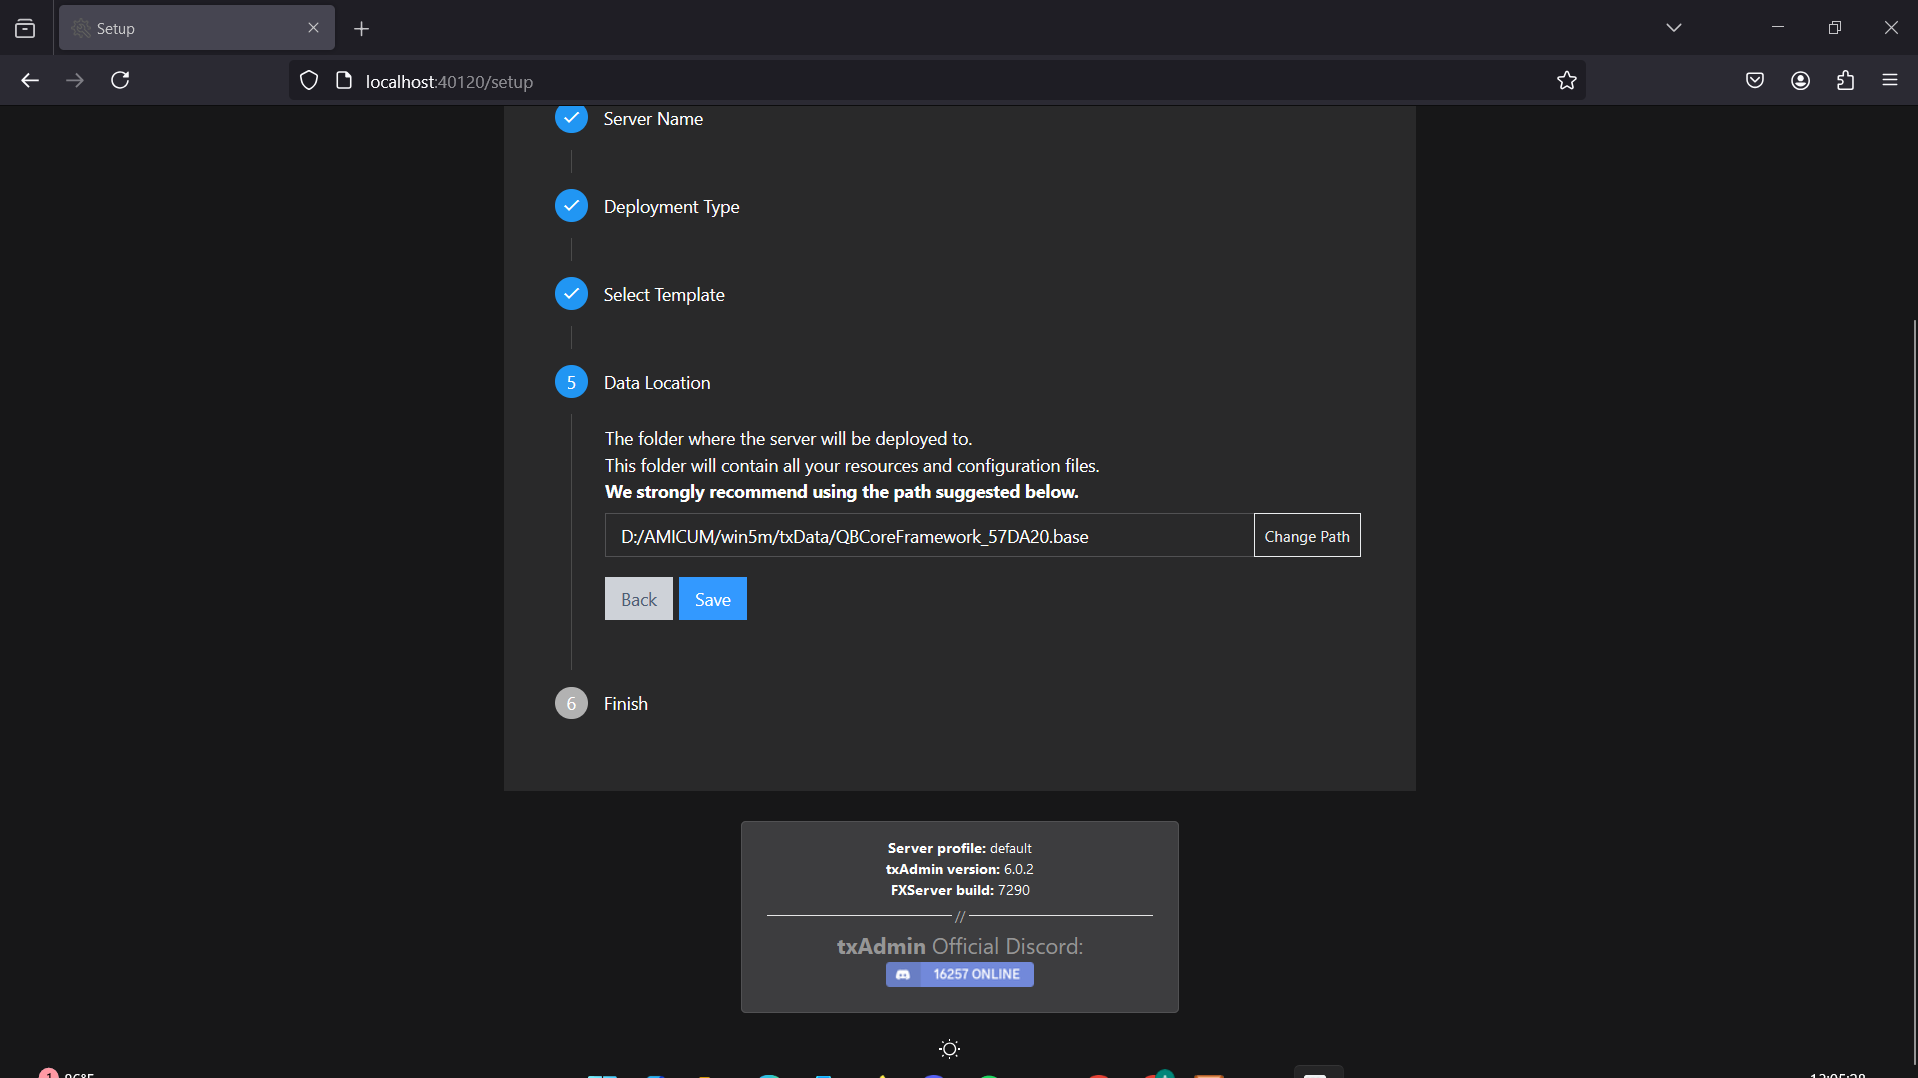 Setup
localhost:40120/setup
Server Name
Deployment Type
Select Template
5 Data Location
The folder where the server will be deployed to.
This folder will contain all your resources and configuration files.
We strongly recommend using the path suggested below.
D:/AMICUM/win5m/txData/QBCoreFramework_57DA20.base Change Path
Back Save
6 Finish
Server profile: default
txAdmin version: 6.0.2
FXServer build: 7290
//
txAdmin Official Discord:
16257 ONLINE